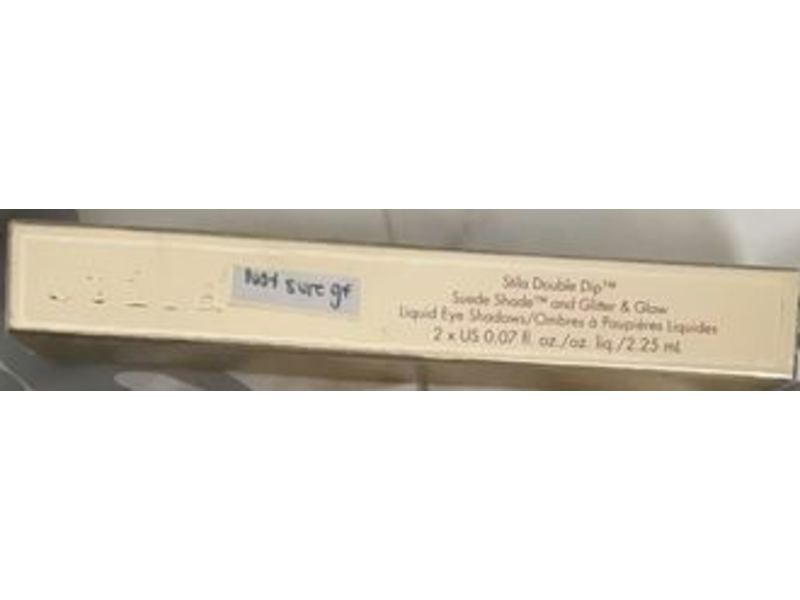 stila
Not sure gf
Stila Double Dip™
Suede Shade™ and Glitter & Glow
Liquid Eye Shadows/Ombres à Paupières Liquides
2 x US 0.07 fl. oz./oz. liq./2.25 mL